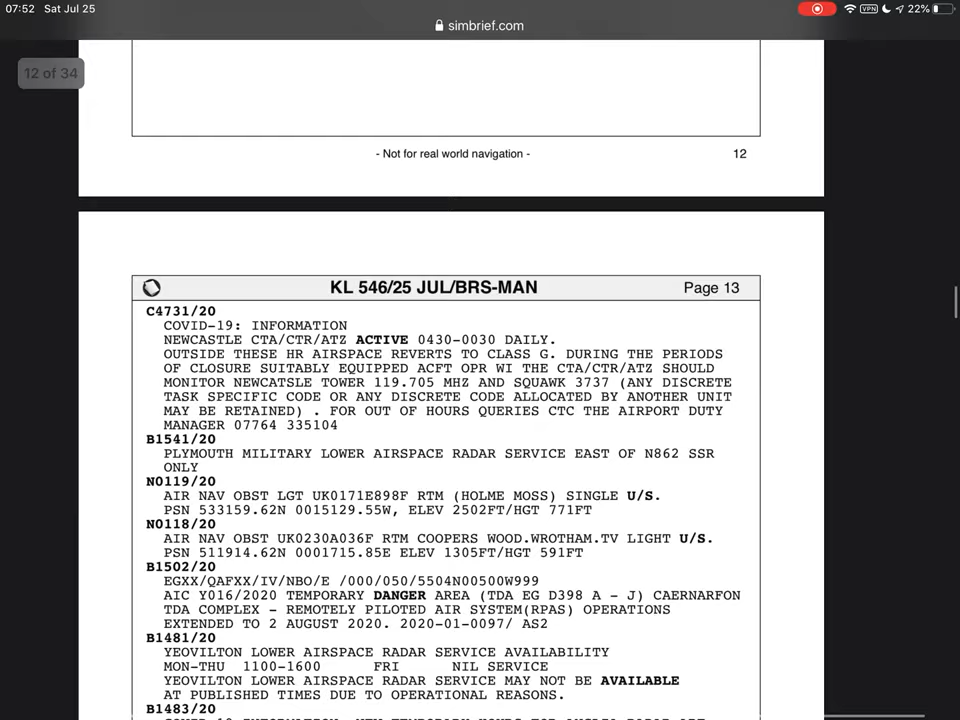 07:52 Sat Jul 25
VPN 22%
simbrief.com
12 of 34
- Not for real world navigation -
12
KL 546/25 JUL/BRS-MAN
Page 13
C4731/20
COVID-19: INFORMATION
NEWCASTLE CTA/CTR/ATZ ACTIVE 0430-0030 DAILY.
OUTSIDE THESE HR AIRSPACE REVERTS TO CLASS G. DURING THE PERIODS
OF CLOSURE SUITABLY EQUIPPED ACFT OPR WI THE CTA/CTR/ATZ SHOULD
MONITOR NEWCATSLE TOWER 119.705 MHZ AND SQUAWK 3737 (ANY DISCRETE
TASK SPECIFIC CODE OR ANY DISCRETE CODE ALLOCATED BY ANOTHER UNIT
MAY BE RETAINED) . FOR OUT OF HOURS QUERIES CTC THE AIRPORT DUTY
MANAGER 07764 335104
B1541/20
PLYMOUTH MILITARY LOWER AIRSPACE RADAR SERVICE EAST OF N862 SSR
ONLY
N0119/20
AIR NAV OBST LGT UK0171E898F RTM (HOLME MOSS) SINGLE U/S.
PSN 533159.62N 0015129.55W, ELEV 2502FT/HGT 771FT
N0118/20
AIR NAV OBST UK0230A036F RTM COOPERS WOOD.WROTHAM.TV LIGHT U/S.
PSN 511914.62N 0001715.85E ELEV 1305FT/HGT 591FT
B1502/20
EGXX/QAFXX/IV/NBO/E /000/050/5504N00500W999
AIC Y016/2020 TEMPORARY DANGER AREA (TDA EG D398 A - J) CAERNARFON
TDA COMPLEX - REMOTELY PILOTED AIR SYSTEM(RPAS) OPERATIONS
EXTENDED TO 2 AUGUST 2020. 2020-01-0097/ AS2
B1481/20
YEOVILTON LOWER AIRSPACE RADAR SERVICE AVAILABILITY
MON-THU 1100-1600 FRI NIL SERVICE
YEOVILTON LOWER AIRSPACE RADAR SERVICE MAY NOT BE AVAILABLE
AT PUBLISHED TIMES DUE TO OPERATIONAL REASONS.
B1483/20